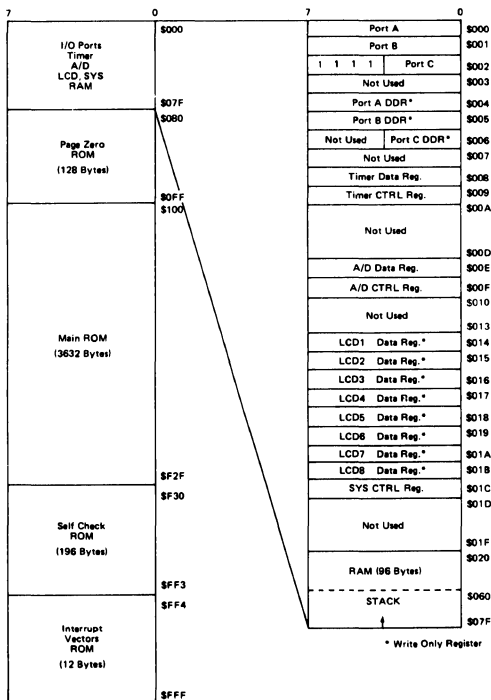 7 0
$000
I/O Ports
Timer
A/D
LCD, SYS
RAM
$07F
$080
Page Zero
ROM
(128 Bytes)
$0FF
$100
Main ROM
(3632 Bytes)
$F2F
$F30
Self Check
ROM
(196 Bytes)
$FF3
$FF4
Interrupt
Vectors
ROM
(12 Bytes)
$FFF
7 0
Port A $000
Port B $001
1 1 1 1 Port C $002
Not Used $003
Port A DDR* $004
Port B DDR* $005
Not Used Port C DDR* $006
Not Used $007
Timer Data Reg. $008
Timer CTRL Reg. $009
$00A
Not Used
$00D
A/D Data Reg. $00E
A/D CTRL Reg. $00F
$010
Not Used
$013
LCD1 Data Reg.* $014
LCD2 Data Reg.* $015
LCD3 Data Reg.* $016
LCD4 Data Reg.* $017
LCD5 Data Reg.* $018
LCD6 Data Reg.* $019
LCD7 Data Reg.* $01A
LCD8 Data Reg.* $01B
SYS CTRL Reg. $01C
$01D
Not Used
$01F
$020
RAM (96 Bytes)
$060
STACK
$07F
* Write Only Register